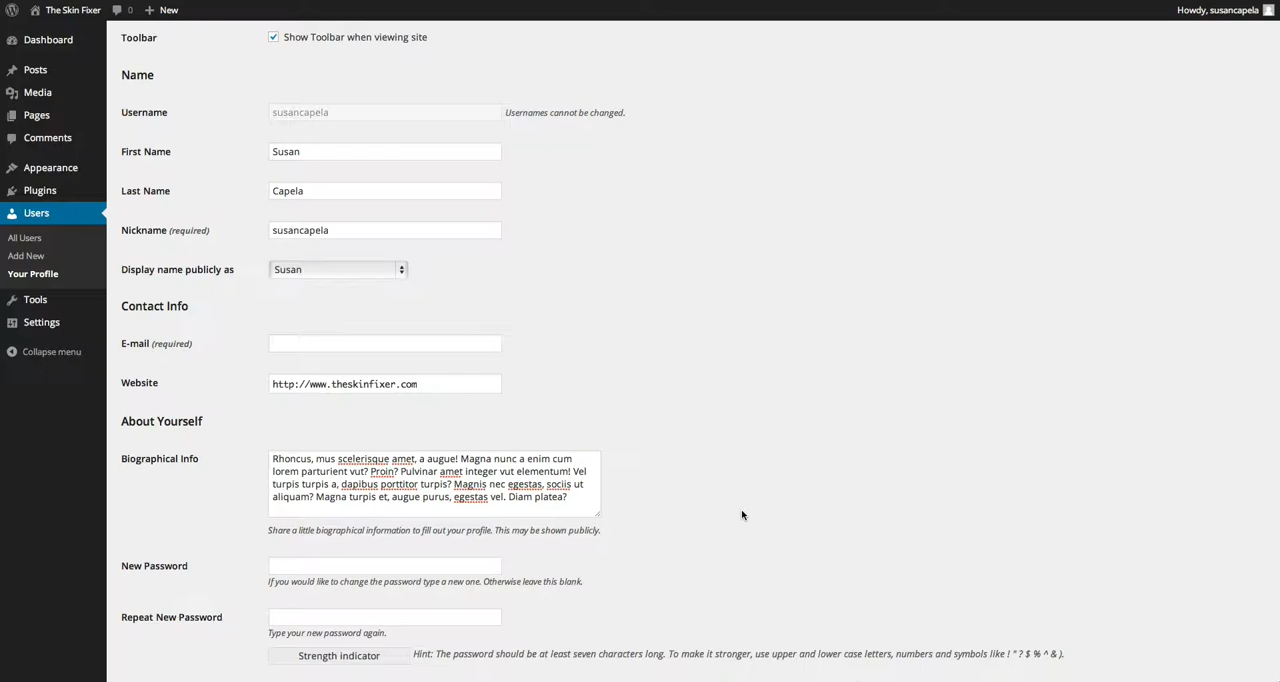 The Skin Fixer
0
New
Howdy, susancapela
Dashboard
Posts
Media
Pages
Comments
Appearance
Plugins
Users
All Users
Add New
Your Profile
Tools
Settings
Collapse menu
Toolbar
Show Toolbar when viewing site
Name
Username
susancapela
Usernames cannot be changed.
First Name
Susan
Last Name
Capela
Nickname (required)
susancapela
Display name publicly as
Susan
Contact Info
E-mail (required)
Website
http://www.theskinfixer.com
About Yourself
Biographical Info
Rhoncus, mus scelerisque amet, a augue! Magna nunc a enim cum
lorem parturient vut? Proin? Pulvinar amet integer vut elementum! Vel
turpis turpis a, dapibus porttitor turpis? Magnis nec egestas, sociis ut
aliquam? Magna turpis et, augue purus, egestas vel. Diam platea?
Share a little biographical information to fill out your profile. This may be shown publicly.
New Password
If you would like to change the password type a new one. Otherwise leave this blank.
Repeat New Password
Type your new password again.
Strength indicator
Hint: The password should be at least seven characters long. To make it stronger, use upper and lower case letters, numbers and symbols like ! " ? $ % ^ & ).